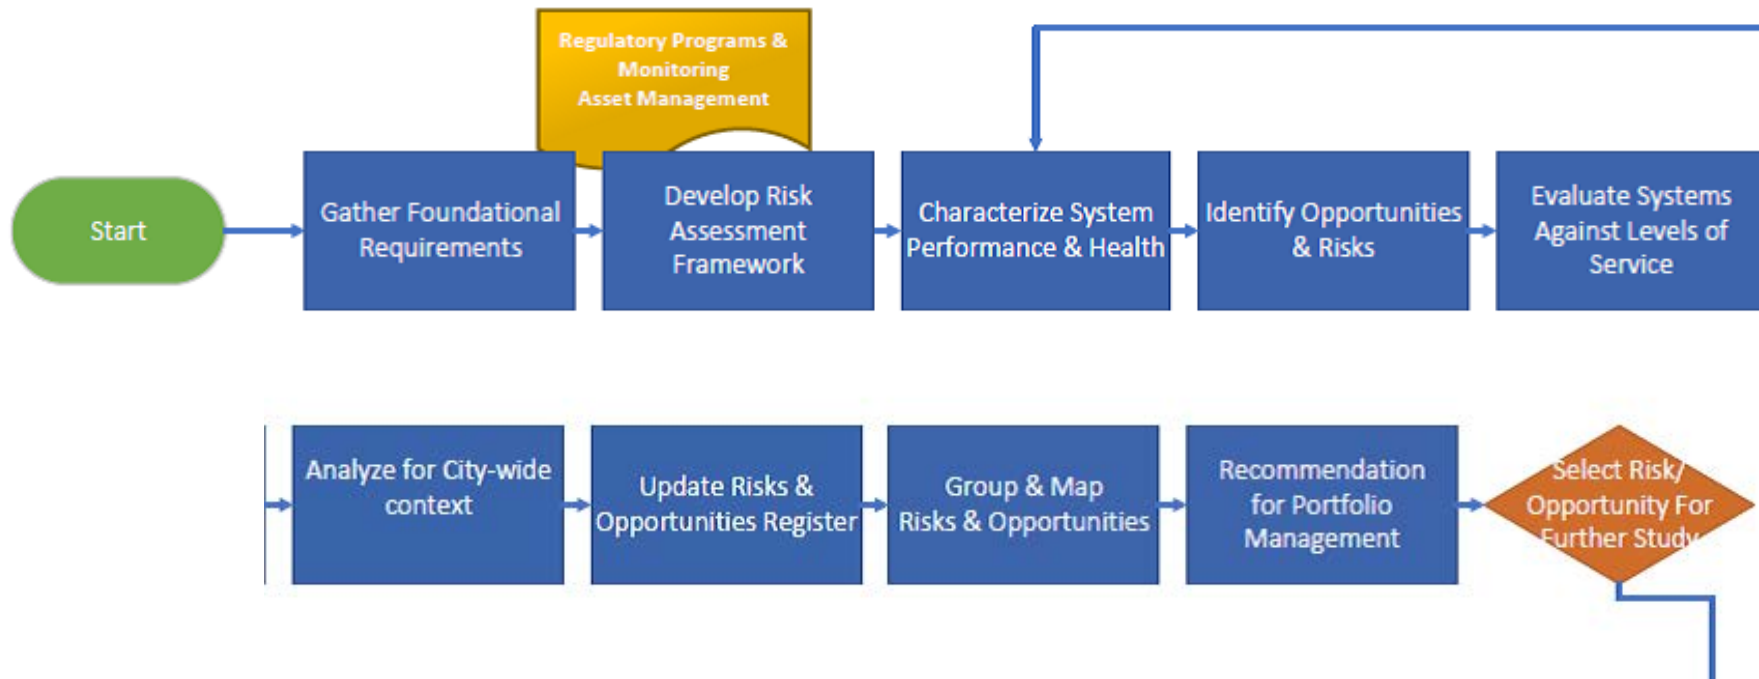 Regulatory Programs &
Monitoring
Asset Management
Start
Gather Foundational
Requirements
Develop Risk
Assessment
Framework
Characterize System
Performance & Health
Identify Opportunities
& Risks
Evaluate Systems
Against Levels of
Service
Analyze for City-wide
context
Update Risks &
Opportunities Register
Group & Map
Risks & Opportunities
Recommendation
for Portfolio
Management
Select Risk/
Opportunity For
Further Study